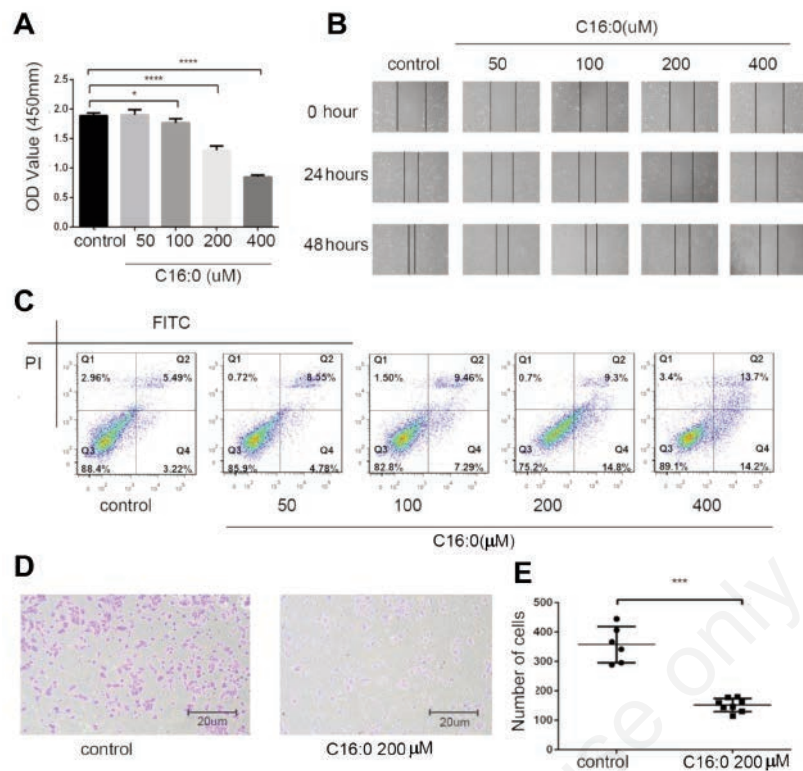 A
**** 
****
*
OD Value (450mm)
2.0
1.5
1.0
0.5
0.0
control 50 100 200 400
C16:0 (uM)
B
C16:0(uM)
control 50 100 200 400
0 hour
24 hours
48 hours
C
FITC
PI
Q1 Q2 Q1 Q2 Q1 Q2 Q1 Q2 Q1 Q2
2.96% 5.49% 0.72% 8.55% 1.50% 9.46% 0.7% 9.3% 3.4% 13.7%
Q3 Q4 Q3 Q4 Q3 Q4 Q3 Q4 Q3 Q4
88.4% 3.22% 85.9% 4.78% 82.8% 7.29% 75.2% 14.8% 89.1% 14.2%
control 50 100 200 400
C16:0(μM)
D
20um 20um
control C16:0 200 μM
E
***
Number of cells
500
400
300
200
100
0
control C16:0 200 μM
use only